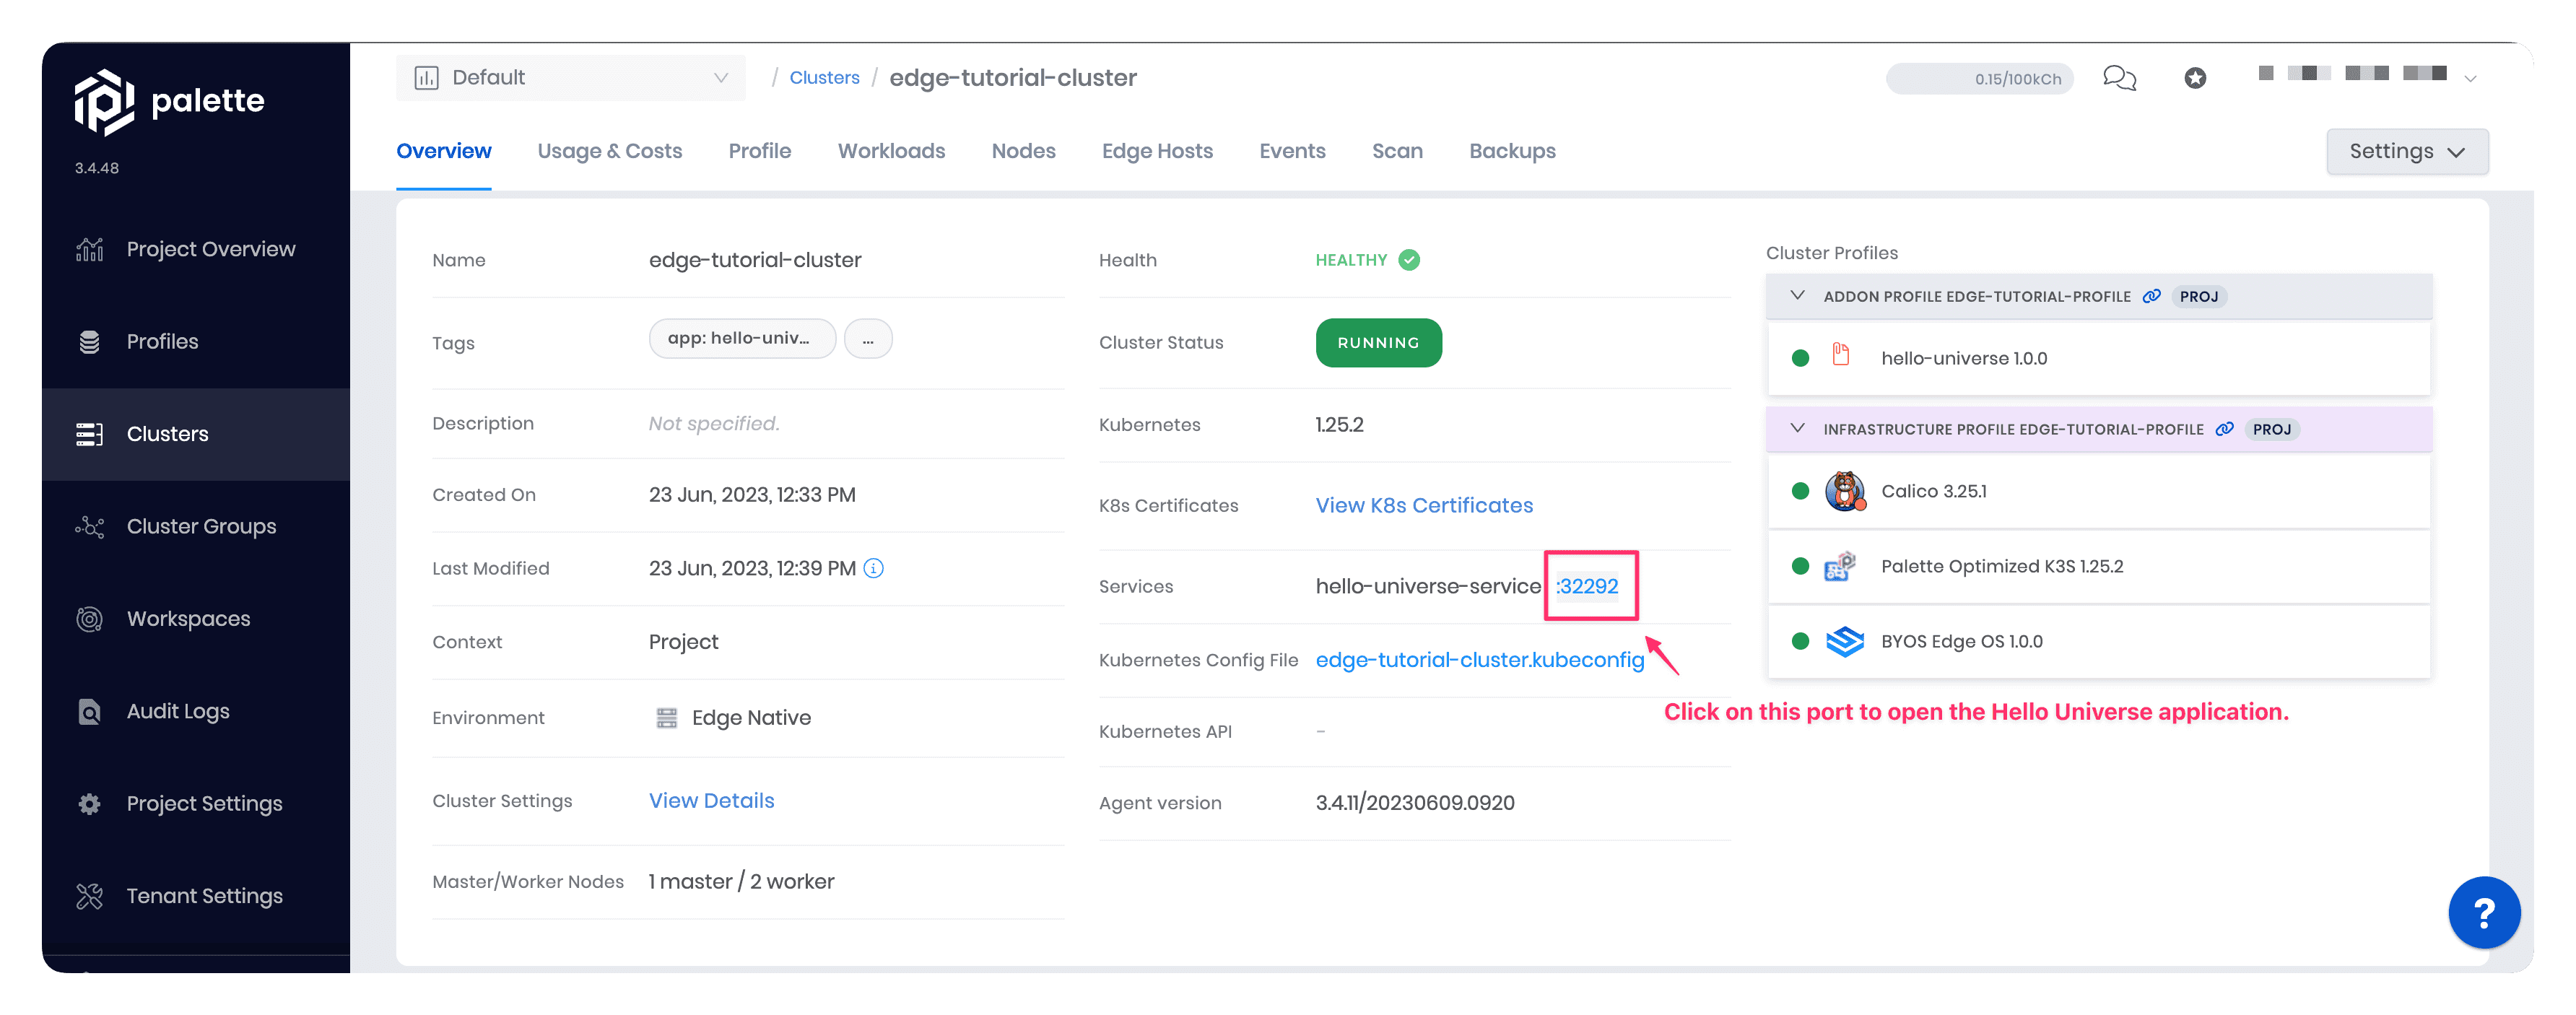 palette
3.4.48
Project Overview
Profiles
Clusters
Cluster Groups
Workspaces
Audit Logs
Project Settings
Tenant Settings
Default
/ Clusters / edge-tutorial-cluster
0.15/100kCh
Overview Usage & Costs Profile Workloads Nodes Edge Hosts Events Scan Backups
Settings
Name edge-tutorial-cluster
Tags app: hello-univ... ...
Description Not specified.
Created On 23 Jun, 2023, 12:33 PM
Last Modified 23 Jun, 2023, 12:39 PM
Context Project
Environment Edge Native
Cluster Settings View Details
Master/Worker Nodes 1 master / 2 worker
Health HEALTHY
Cluster Status RUNNING
Kubernetes 1.25.2
K8s Certificates View K8s Certificates
Services hello-universe-service :32292
Kubernetes Config File edge-tutorial-cluster.kubeconfig
Kubernetes API -
Agent version 3.4.11/20230609.0920
Click on this port to open the Hello Universe application.
Cluster Profiles
ADDON PROFILE EDGE-TUTORIAL-PROFILE PROJ
hello-universe 1.0.0
INFRASTRUCTURE PROFILE EDGE-TUTORIAL-PROFILE PROJ
Calico 3.25.1
Palette Optimized K3S 1.25.2
BYOS Edge OS 1.0.0
?